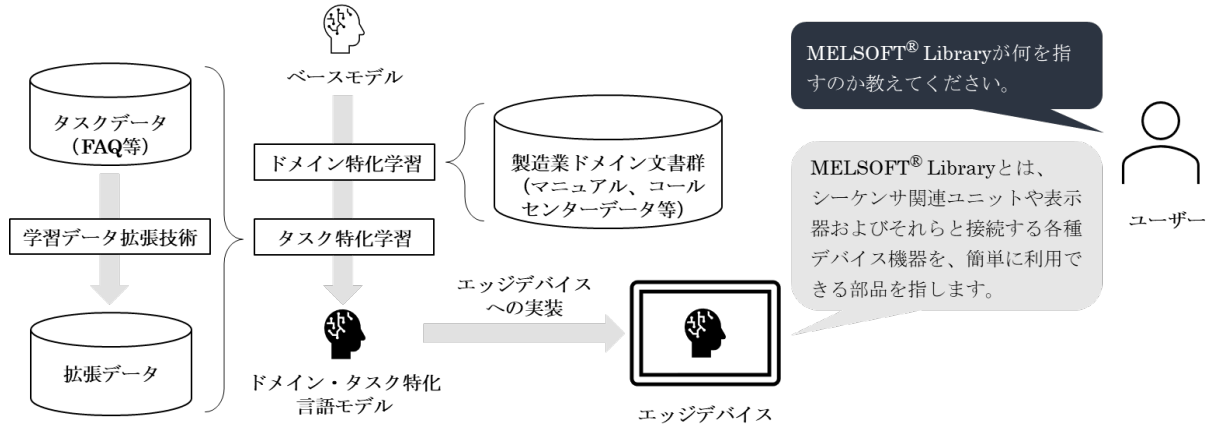 タスクデータ
（FAQ等）
学習データ拡張技術
拡張データ
ベースモデル
ドメイン特化学習
タスク特化学習
ドメイン・タスク特化
言語モデル
製造業ドメイン文書群
（マニュアル、コール
センターデータ等）
エッジデバイス
への実装
エッジデバイス
MELSOFT® Libraryが何を指
すのか教えてください。
MELSOFT® Libraryとは、
シーケンサ関連ユニットや表示
器およびそれらと接続する各種
デバイス機器を、簡単に利用で
きる部品を指します。
ユーザー